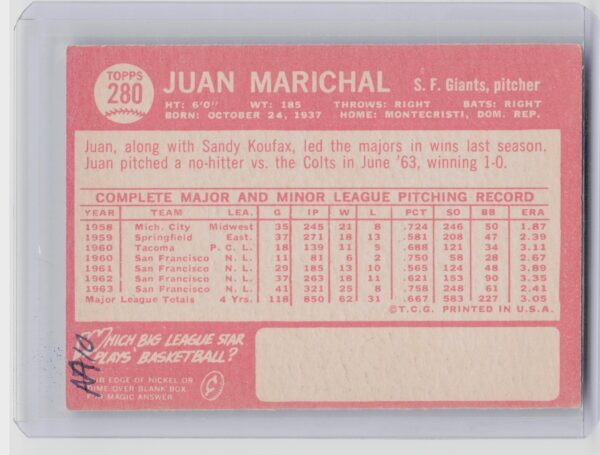 TOPPS
280
JUAN MARICHAL
S. F. Giants, pitcher
HT: 6'0" WT: 185 THROWS: RIGHT BATS: RIGHT
BORN: OCTOBER 24, 1937 HOME: MONTECRISTI, DOM. REP.
Juan, along with Sandy Koufax, led the majors in wins last season.
Juan pitched a no-hitter vs. the Colts in June '63, winning 1-0.
COMPLETE MAJOR AND MINOR LEAGUE PITCHING RECORD
YEAR TEAM LEA. G IP W L PCT SO BB ERA
1958 Mich. City Midwest 35 245 21 8 .724 246 50 1.87
1959 Springfield East. 37 271 18 13 .581 208 47 2.39
1960 Tacoma P. C. L. 18 139 11 5 .688 121 34 3.11
1960 San Francisco N. L. 11 81 6 2 .750 58 28 2.67
1961 San Francisco N. L. 29 185 13 10 .565 124 48 3.89
1962 San Francisco N. L. 37 263 18 11 .621 153 90 3.35
1963 San Francisco N. L. 41 321 25 8 .758 248 61 2.41
Major League Totals 4 Yrs. 118 850 62 31 .667 583 227 3.05
© T.C.G. PRINTED IN U.S.A.
WHICH BIG LEAGUE STAR
PLAYS BASKETBALL?
RUB EDGE OF NICKEL OR
DIME OVER BLANK BOX
FOR MAGIC ANSWER